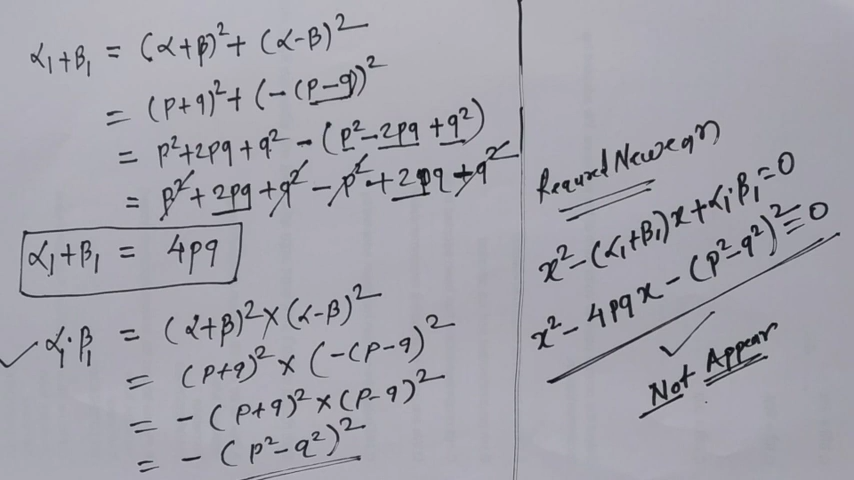 α₁+β₁ = (α+β)²+ (α-β)²
= (p+q)²+ (-(p-q))²
= p²+2pq+q² - (p²-2pq+q²)
= p²+2pq+q²-p²+2pq+q²
α₁+β₁ = 4pq
α₁·β₁ = (α+β)²×(α-β)²
= (p+q)² × (-(p-q)²
= -(p+q)²×(p-q)²
= -(p²-q²)²
Required New eqn
x²-(α₁+β₁)x+α₁·β₁=0
x²-4pqx-(p²-q²)²=0
Not Appear